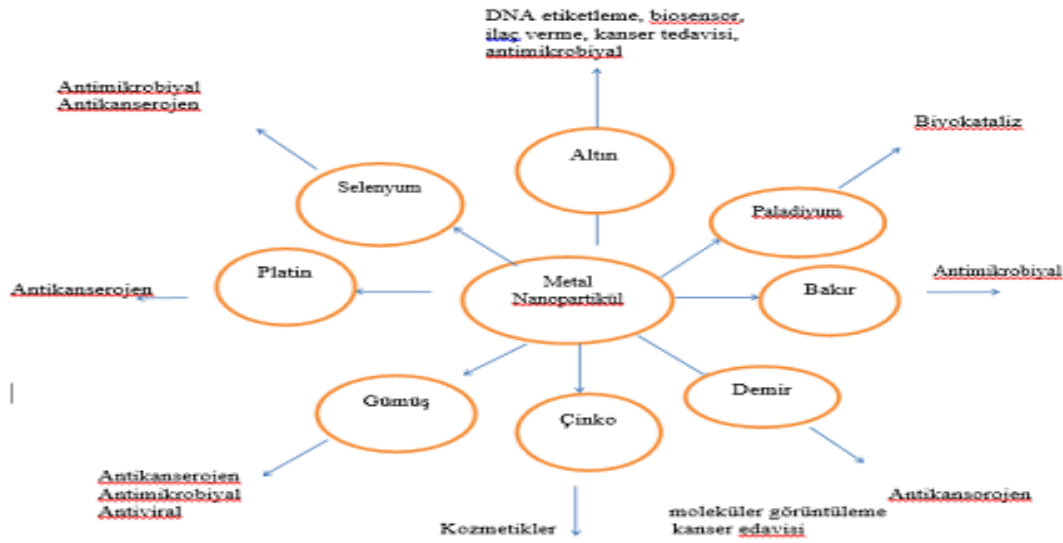 DNA etiketleme, biosensor,
ilaç verme, kanser tedavisi,
antimikrobiyal
Antimikrobiyal
Antikanserojen
Biyokataliz
Altın
Selenyum
Paladiyum
Platin
Metal
Nanopartikül
Bakır
Antimikrobiyal
Antikanserojen
Gümüş
Çinko
Demir
Antikanserojen
Antimikrobiyal
Antiviral
Kozmetikler
moleküler görüntüleme
kanser edavisi
Antikansorojen